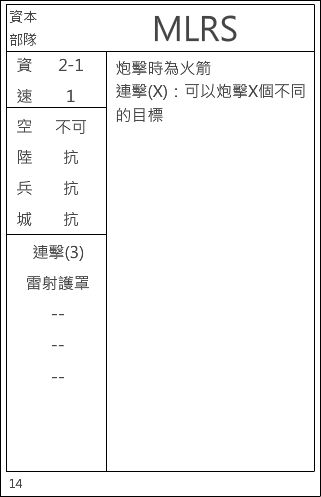 資本
部隊
MLRS
資 2-1
速 1
空 不可
陸 抗
兵 抗
城 抗
連擊(3)
雷射護罩
--
--
--
炮擊時為火箭
連擊(X)：可以炮擊X個不同
的目標
14